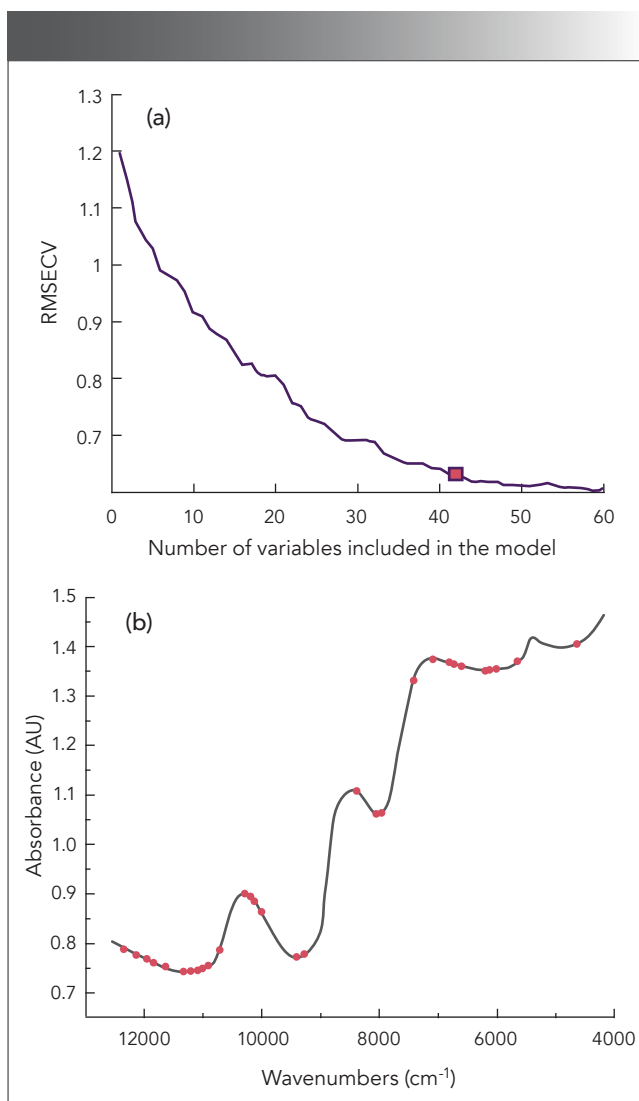 (a)
1.3
1.2
1.1
1
0.9
0.8
0.7
RMSECV
0 10 20 30 40 50 60
Number of variables included in the model
(b)
1.5
1.4
1.3
1.2
1.1
1.0
0.9
0.8
0.7
Absorbance (AU)
12000 10000 8000 6000 4000
Wavenumbers (cm⁻¹)